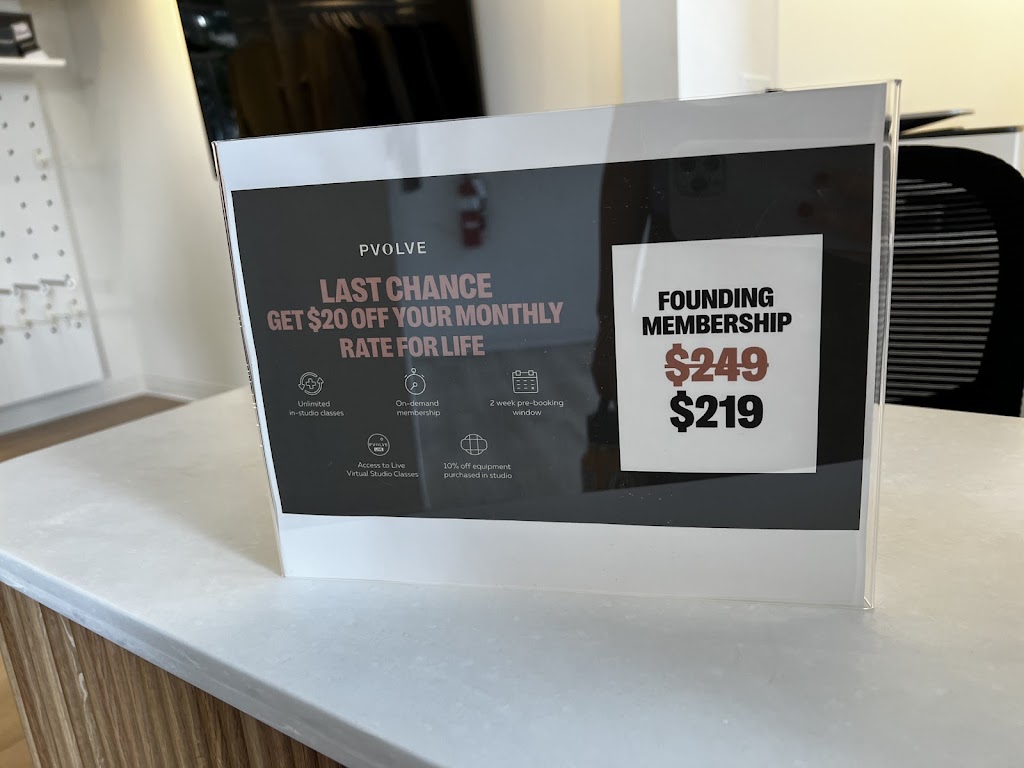 PVOLVE
LAST CHANCE
GET $20 OFF YOUR MONTHLY
RATE FOR LIFE
Unlimited
in-studio classes
On-demand
membership
2 week pre-booking
window
PVOLVE
LIVE
Access to Live
Virtual Studio Classes
10% off equipment
purchased in studio
FOUNDING
MEMBERSHIP
$249
$219